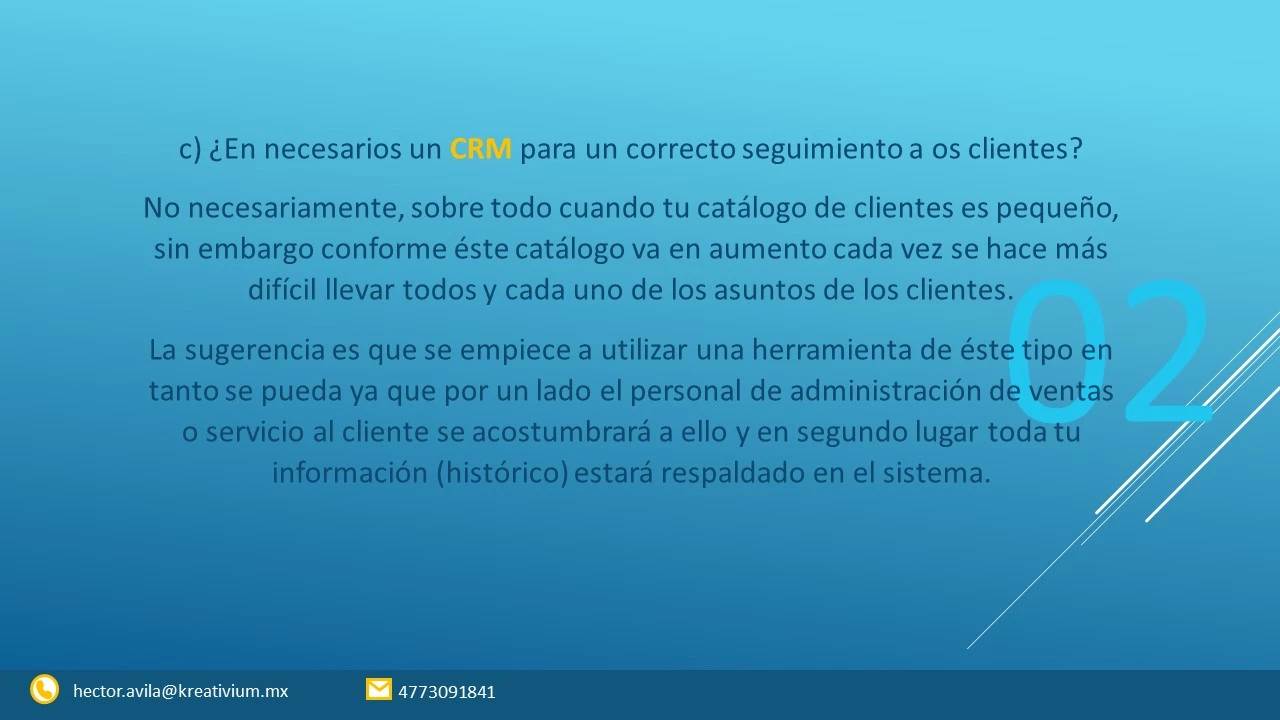 c) ¿En necesarios un CRM para un correcto seguimiento a os clientes?
No necesariamente, sobre todo cuando tu catálogo de clientes es pequeño,
sin embargo conforme éste catálogo va en aumento cada vez se hace más
difícil llevar todos y cada uno de los asuntos de los clientes.
02
La sugerencia es que se empiece a utilizar una herramienta de éste tipo en
tanto se pueda ya que por un lado el personal de administración de ventas
o servicio al cliente se acostumbrará a ello y en segundo lugar toda tu
información (histórico) estará respaldado en el sistema.
hector.avila@kreativium.mx
4773091841